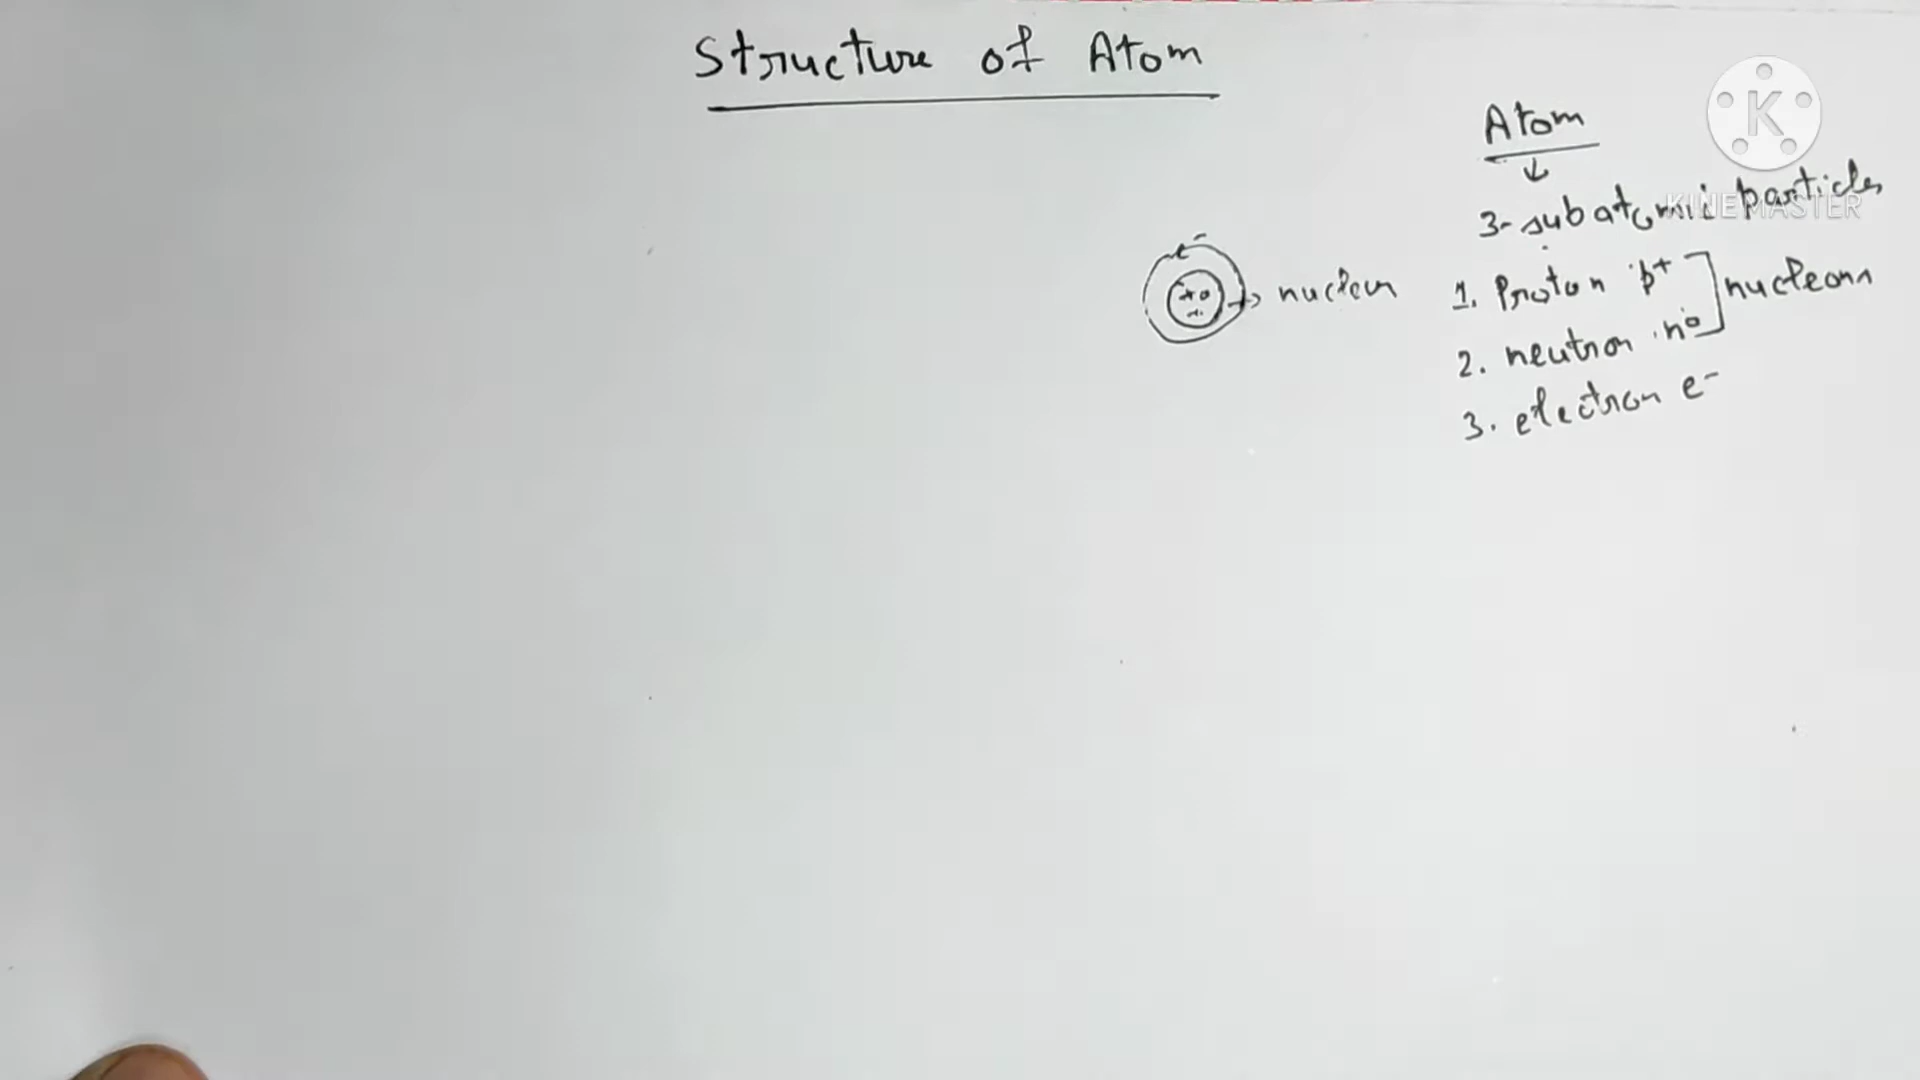 Structure of Atom
Atom
↓
3- subatomic particles
e-
+ o
→ nucleus
1. Proton p+
2. neutron n°
] nucleons
3. electron e-
K
KINEMASTER